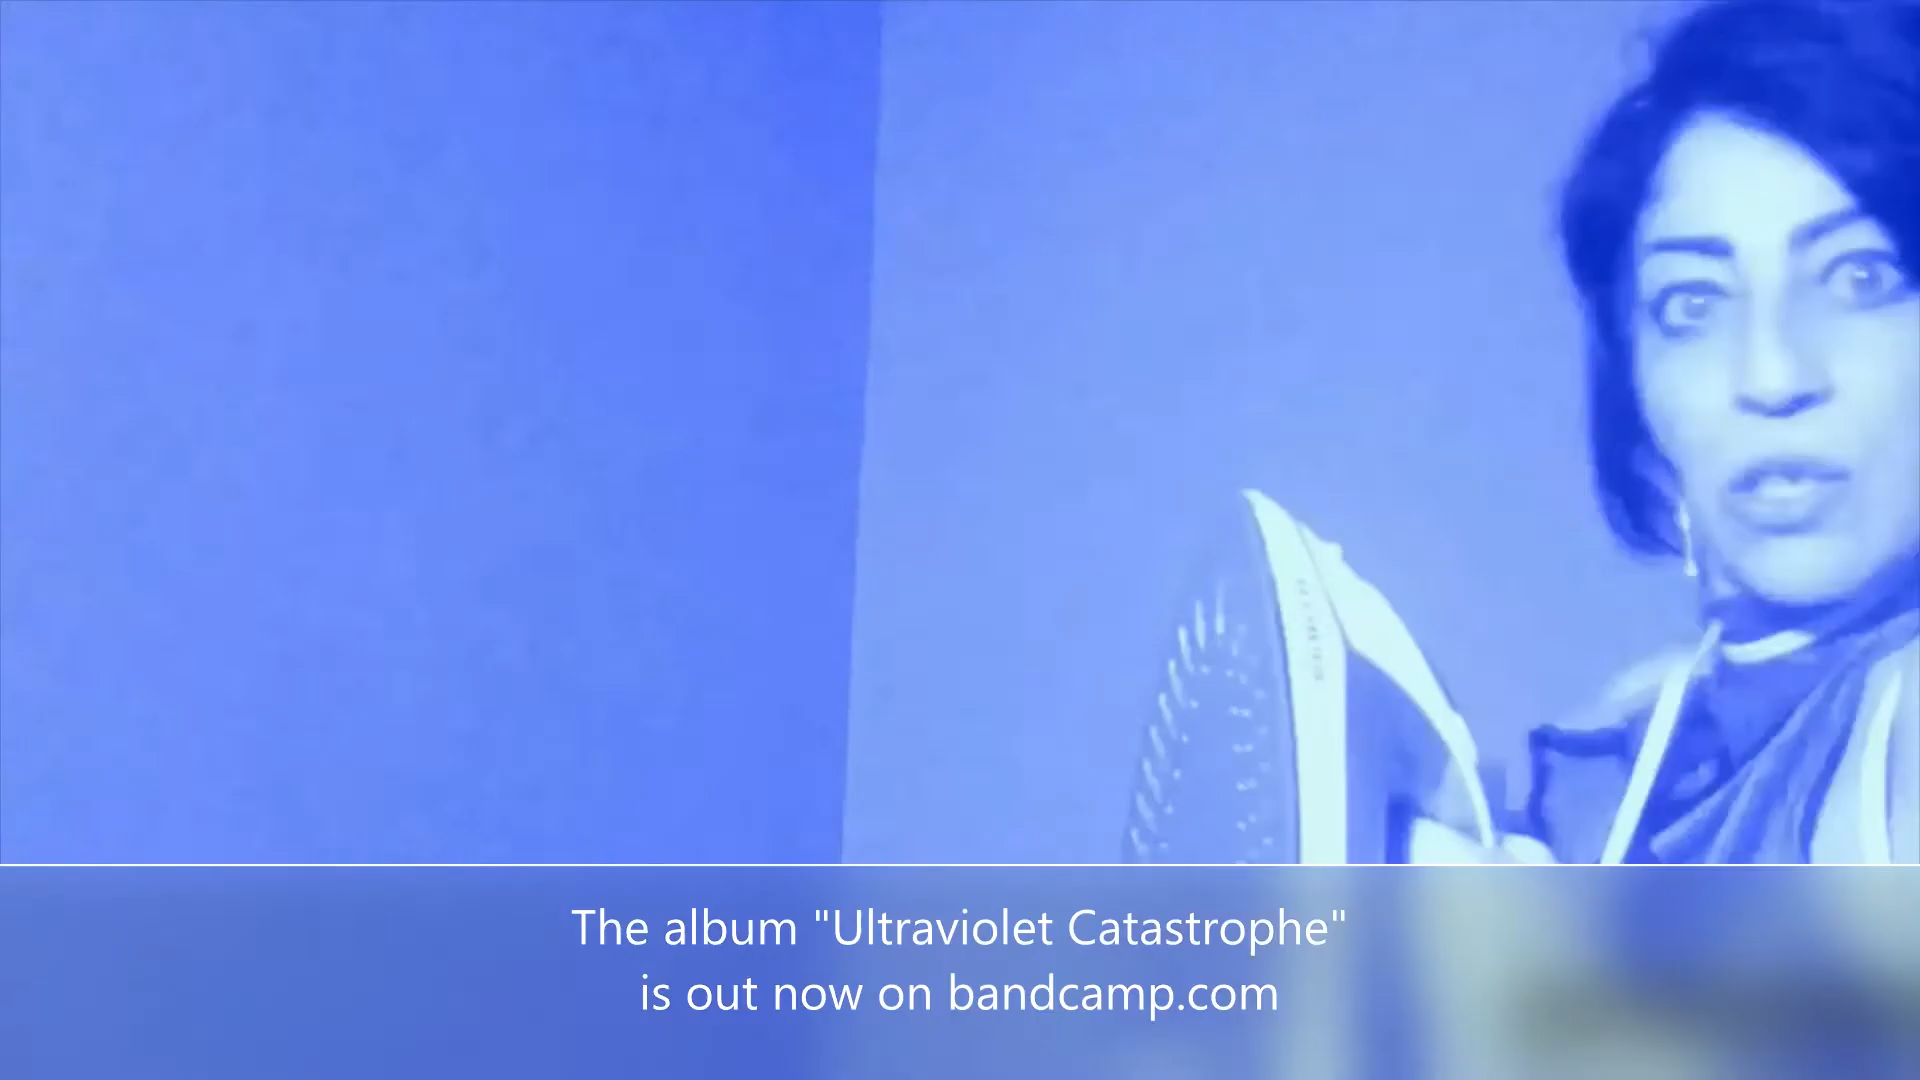 The album "Ultraviolet Catastrophe"
is out now on bandcamp.com